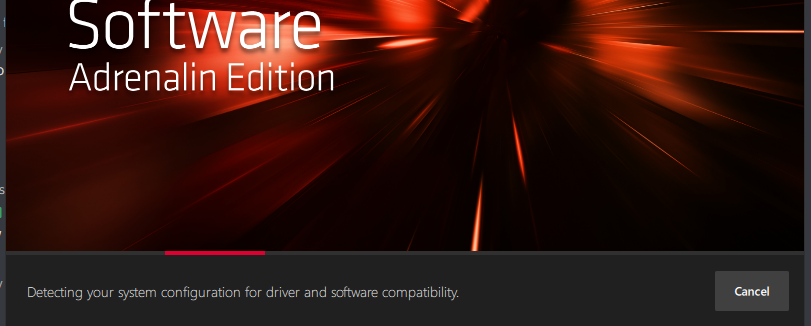 Software
Adrenalin Edition
Detecting your system configuration for driver and software compatibility.
Cancel